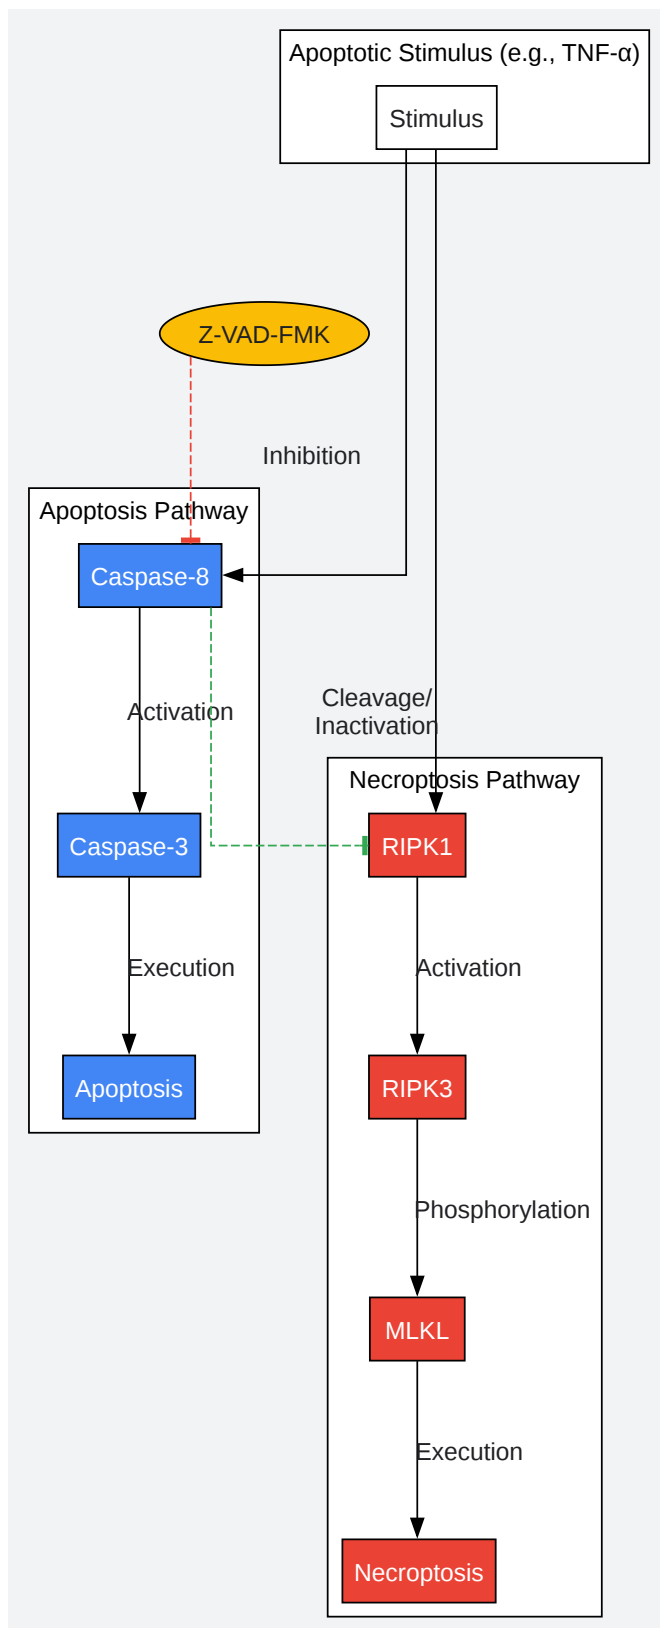 Apoptotic Stimulus (e.g., TNF-α)
Stimulus
Z-VAD-FMK
Inhibition
Apoptosis Pathway
Caspase-8
Activation
Cleavage/
Inactivation
Necroptosis Pathway
Caspase-3
RIPK1
Execution
Activation
Apoptosis
RIPK3
Phosphorylation
MLKL
Execution
Necroptosis